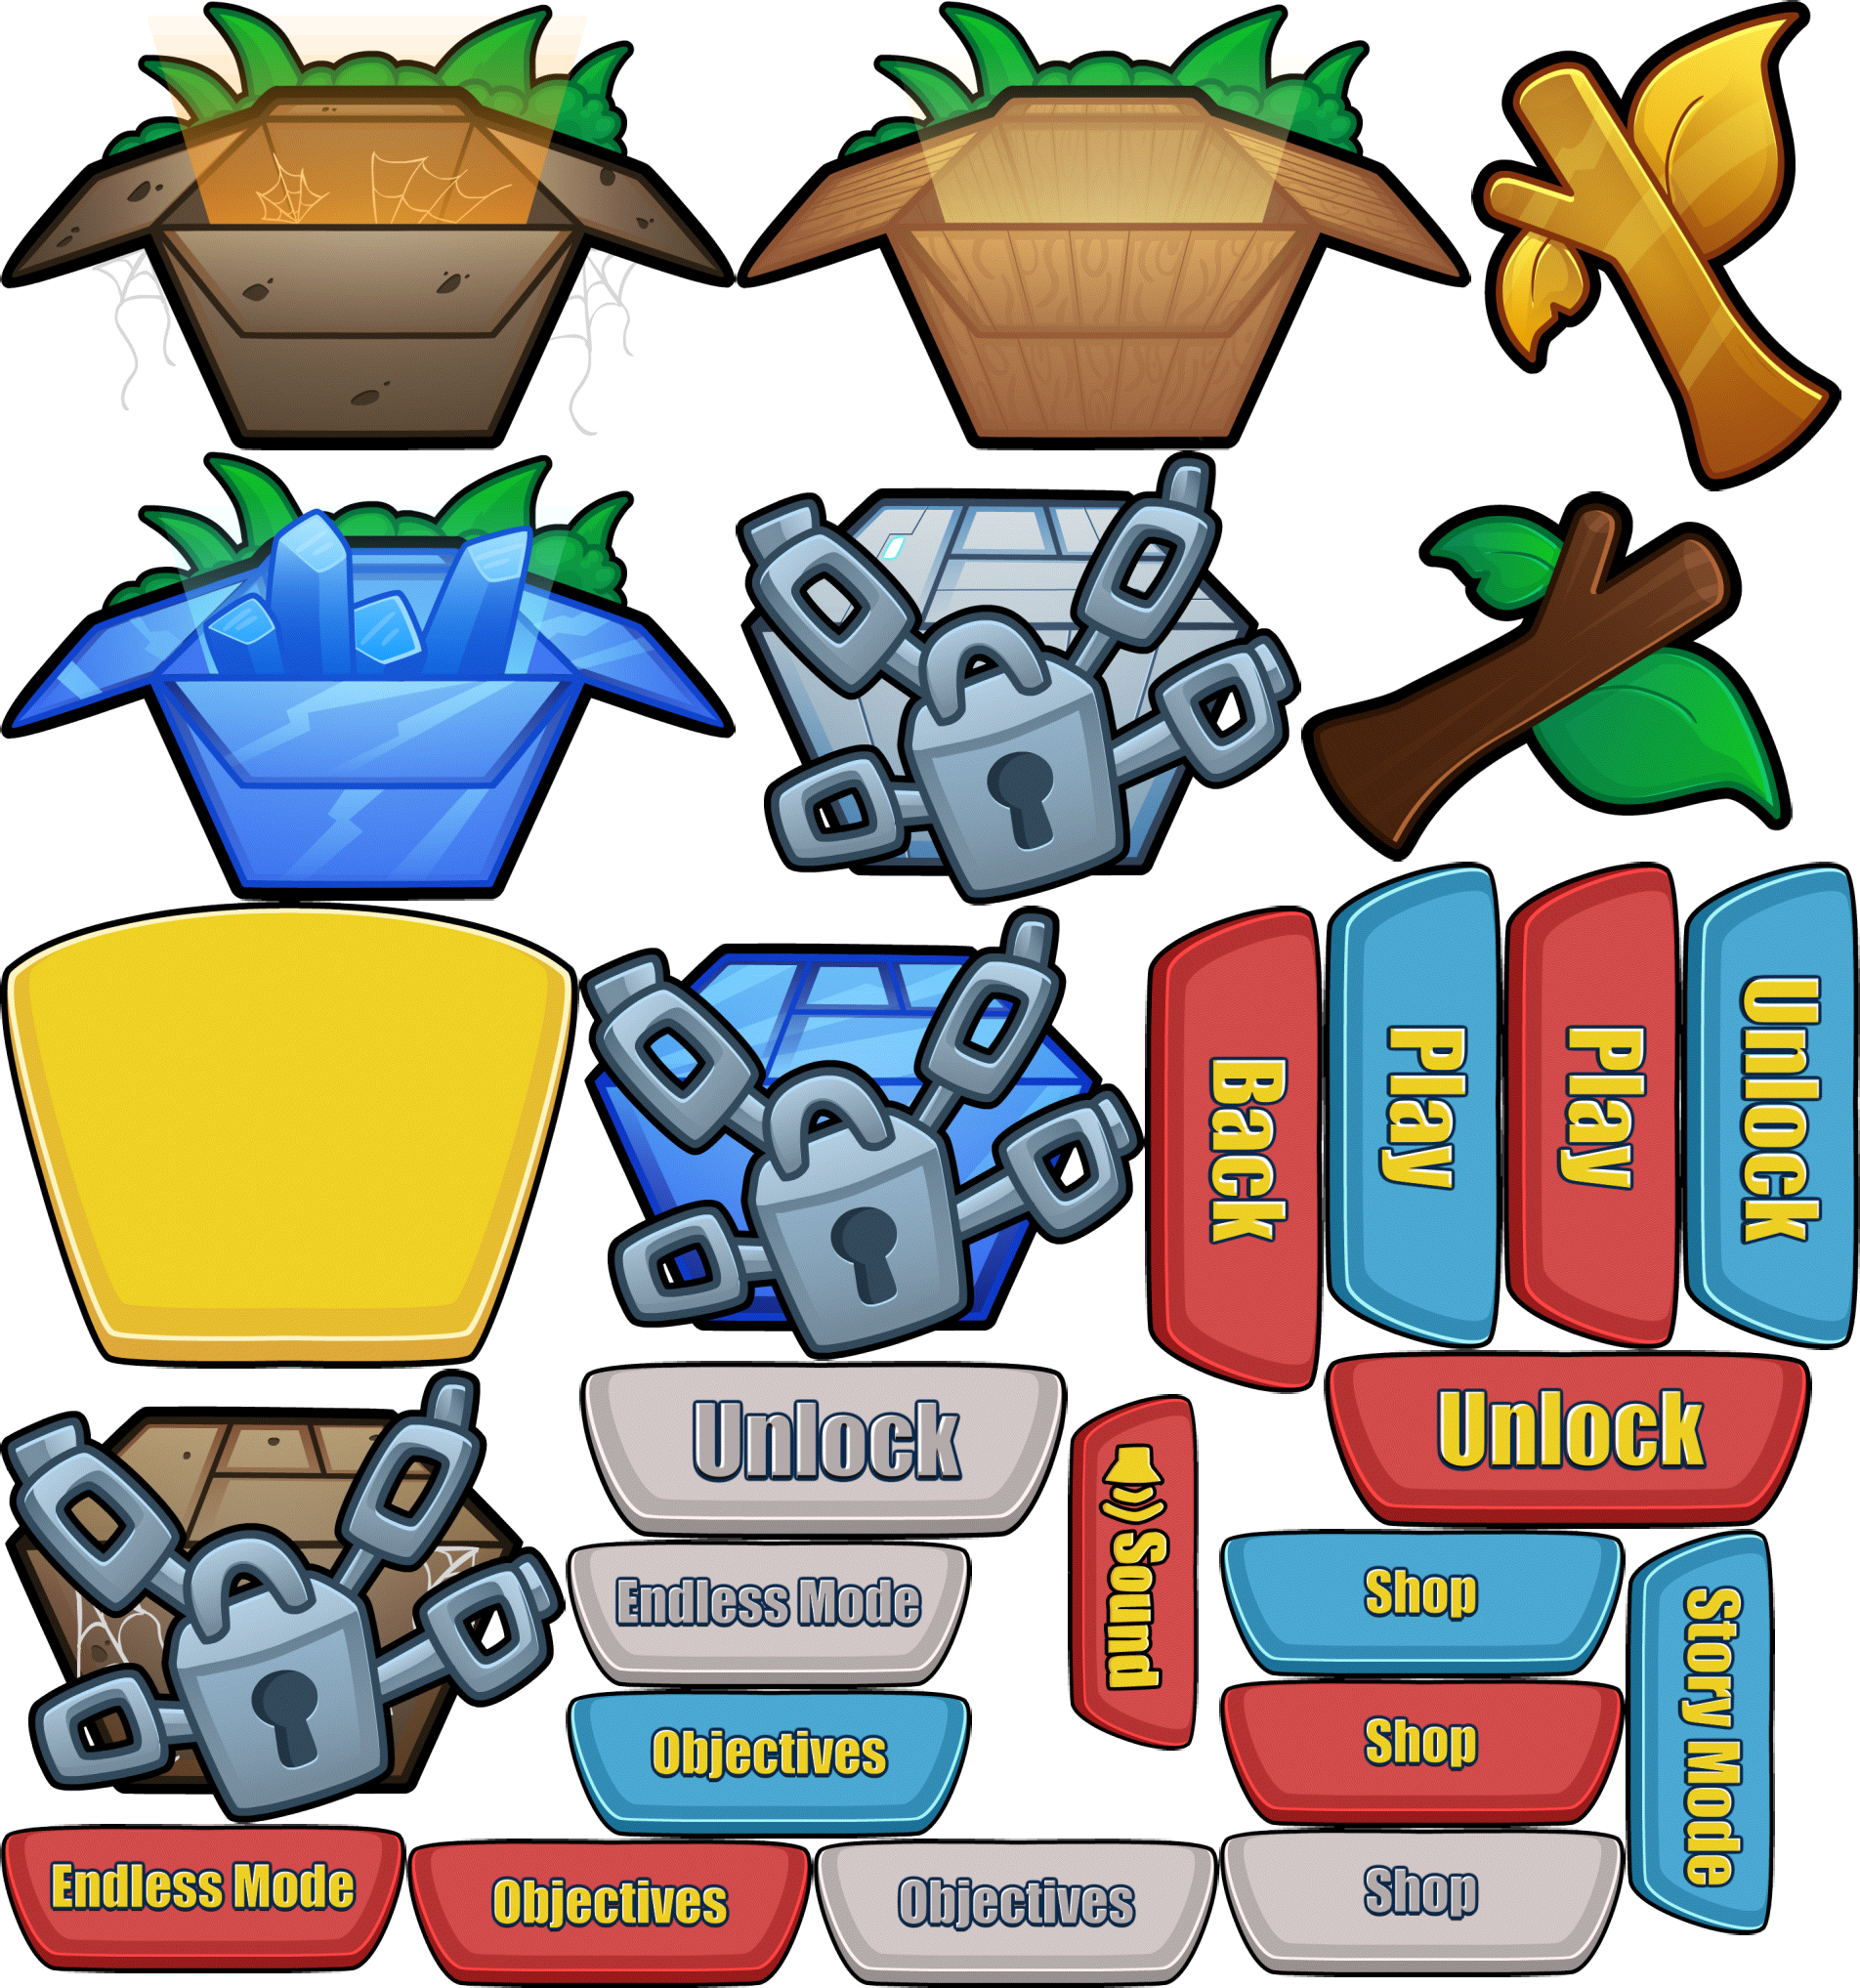 Back
Play
Play
Unlock
Unlock
Unlock
Endless Mode
Sound
Shop
Story Mode
Objectives
Shop
Endless Mode
Objectives
Objectives
Shop